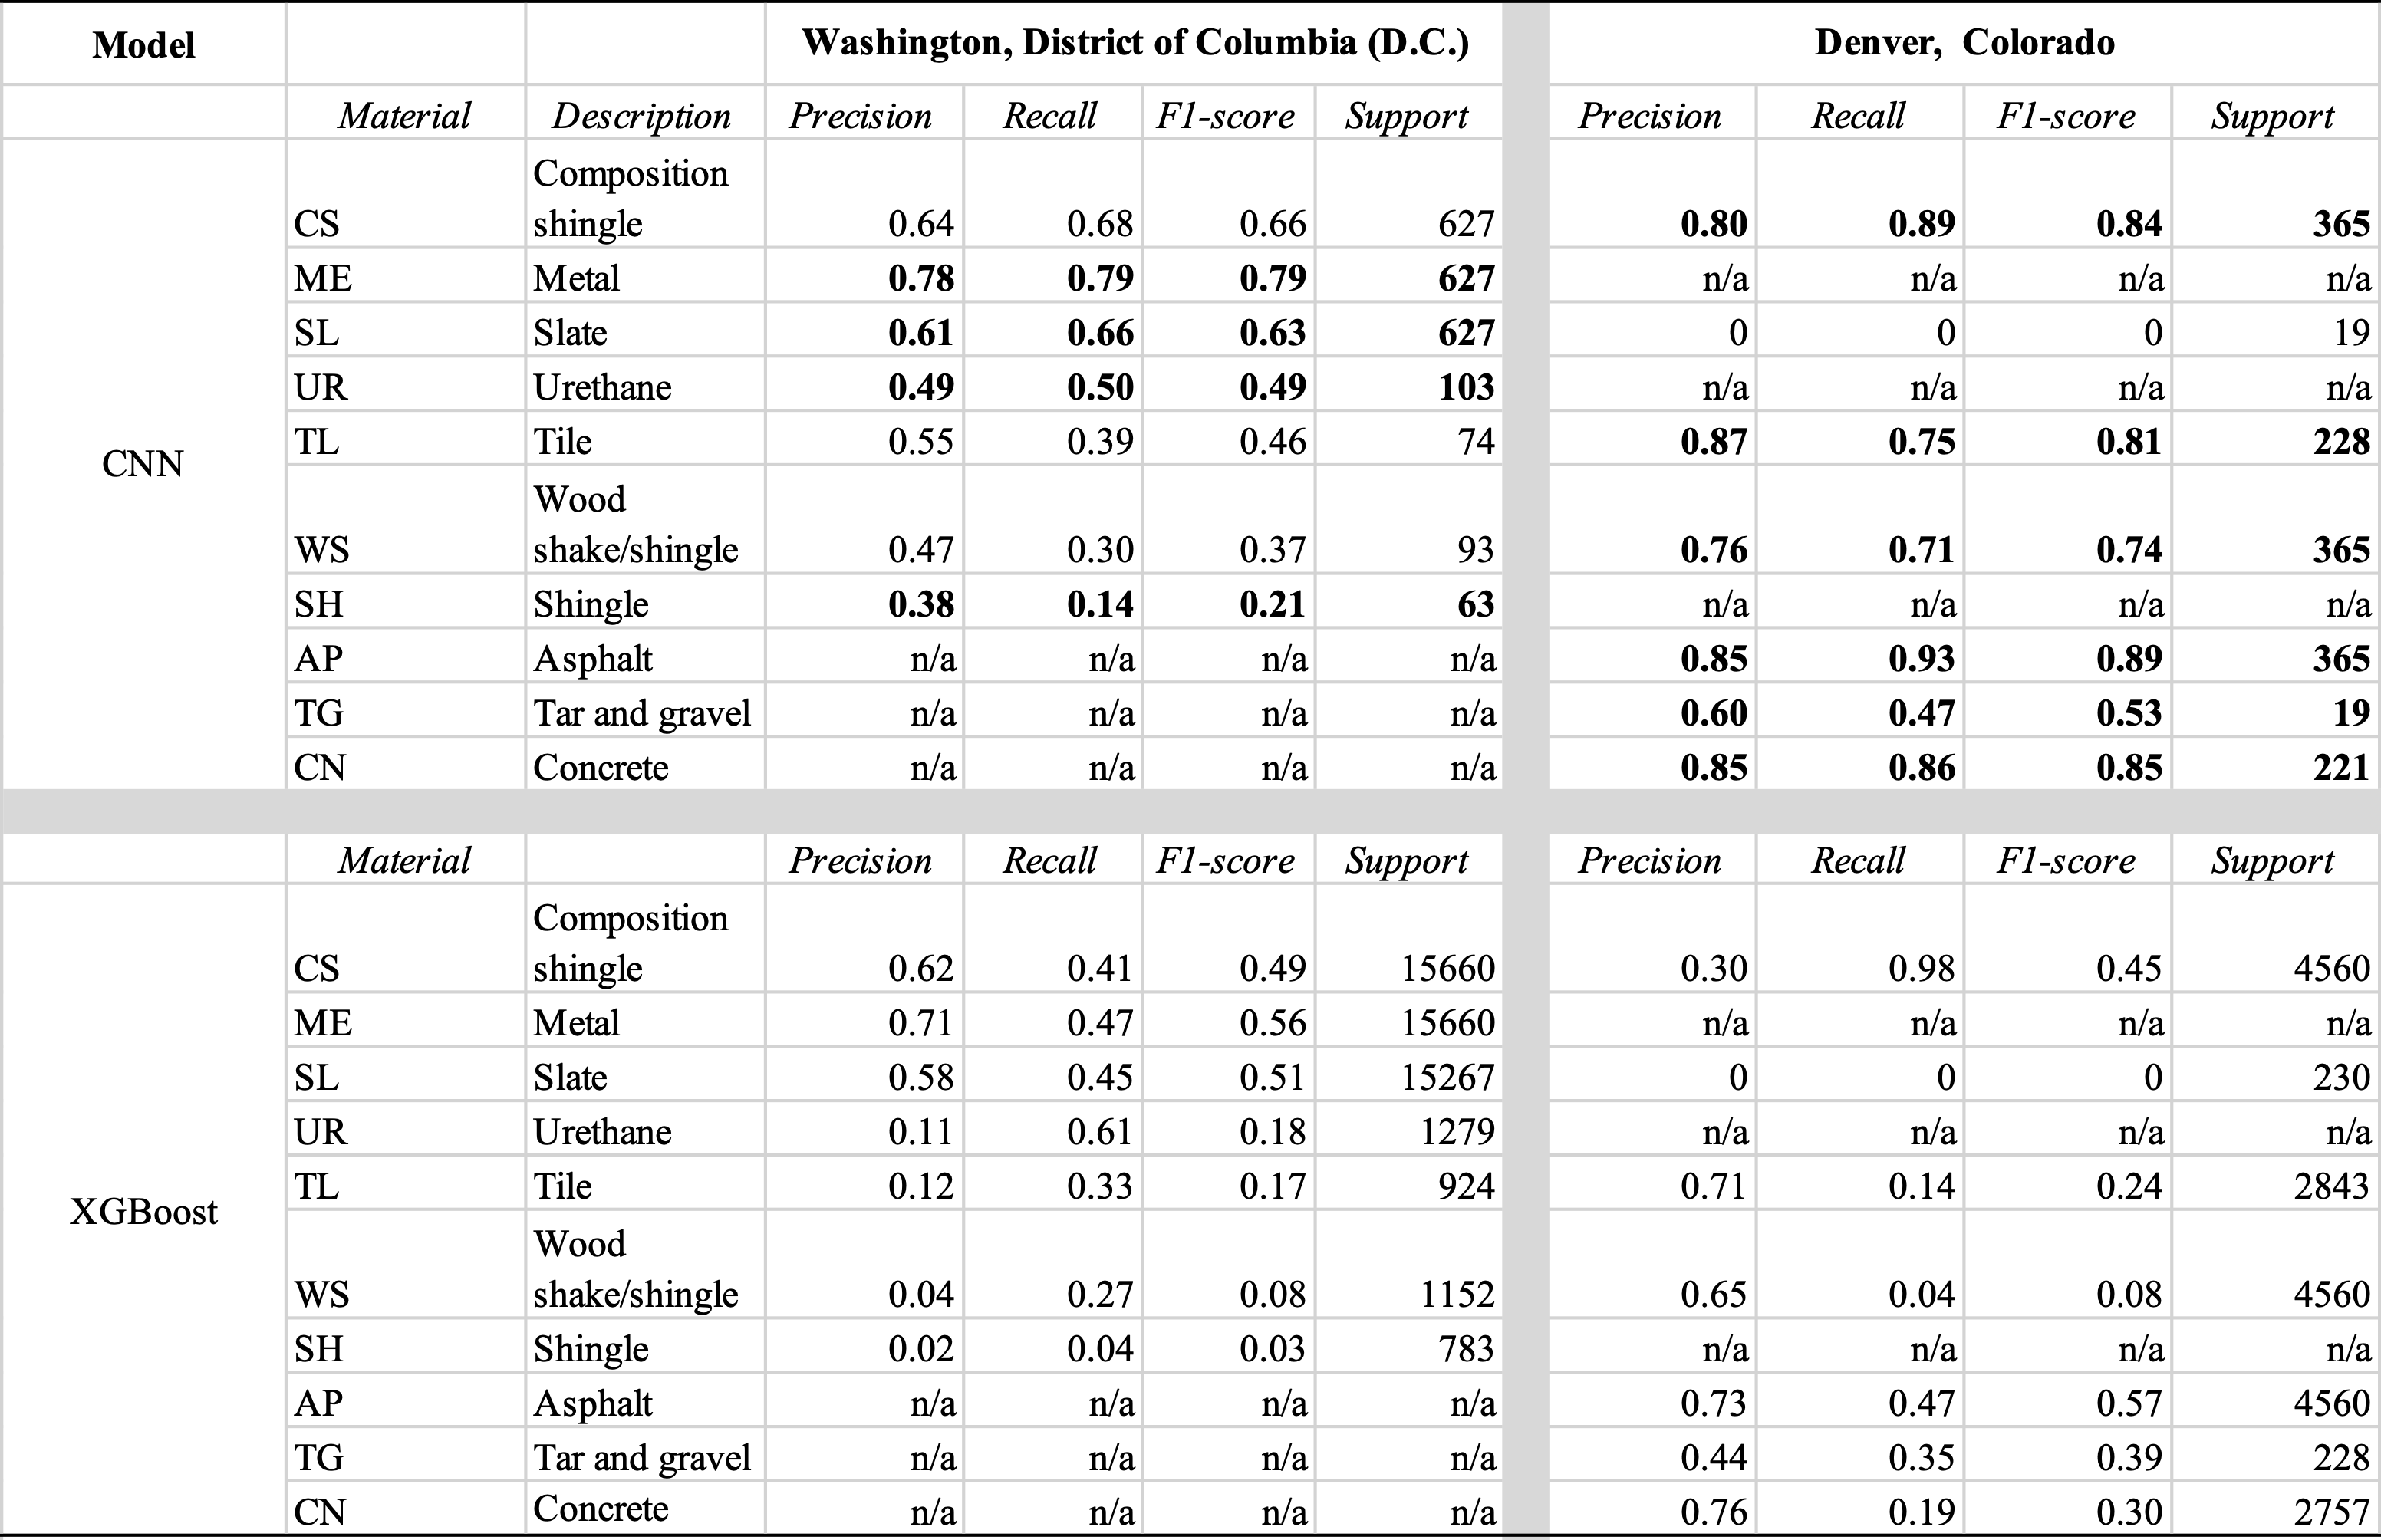 Model Washington, District of Columbia (D.C.) Denver, Colorado
Material Description Precision Recall F1-score Support Precision Recall F1-score Support
CNN
CS Composition shingle 0.64 0.68 0.66 627 0.80 0.89 0.84 365
ME Metal 0.78 0.79 0.79 627 n/a n/a n/a n/a
SL Slate 0.61 0.66 0.63 627 0 0 0 19
UR Urethane 0.49 0.50 0.49 103 n/a n/a n/a n/a
TL Tile 0.55 0.39 0.46 74 0.87 0.75 0.81 228
WS Wood shake/shingle 0.47 0.30 0.37 93 0.76 0.71 0.74 365
SH Shingle 0.38 0.14 0.21 63 n/a n/a n/a n/a
AP Asphalt n/a n/a n/a n/a 0.85 0.93 0.89 365
TG Tar and gravel n/a n/a n/a n/a 0.60 0.47 0.53 19
CN Concrete n/a n/a n/a n/a 0.85 0.86 0.85 221
Material Precision Recall F1-score Support Precision Recall F1-score Support
XGBoost
CS Composition shingle 0.62 0.41 0.49 15660 0.30 0.98 0.45 4560
ME Metal 0.71 0.47 0.56 15660 n/a n/a n/a n/a
SL Slate 0.58 0.45 0.51 15267 0 0 0 230
UR Urethane 0.11 0.61 0.18 1279 n/a n/a n/a n/a
TL Tile 0.12 0.33 0.17 924 0.71 0.14 0.24 2843
WS Wood shake/shingle 0.04 0.27 0.08 1152 0.65 0.04 0.08 4560
SH Shingle 0.02 0.04 0.03 783 n/a n/a n/a n/a
AP Asphalt n/a n/a n/a n/a 0.73 0.47 0.57 4560
TG Tar and gravel n/a n/a n/a n/a 0.44 0.35 0.39 228
CN Concrete n/a n/a n/a n/a 0.76 0.19 0.30 2757